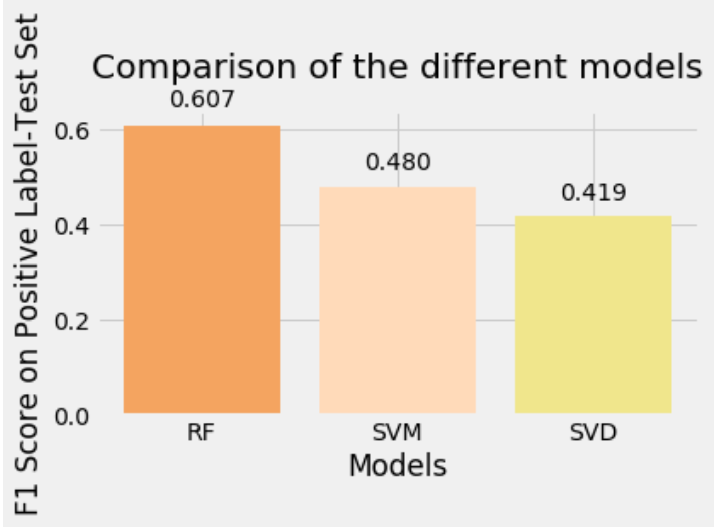 Comparison of the different models
F1 Score on Positive Label-Test Set
0.607
0.480
0.419
0.6
0.4
0.2
0.0
RF
SVM
SVD
Models